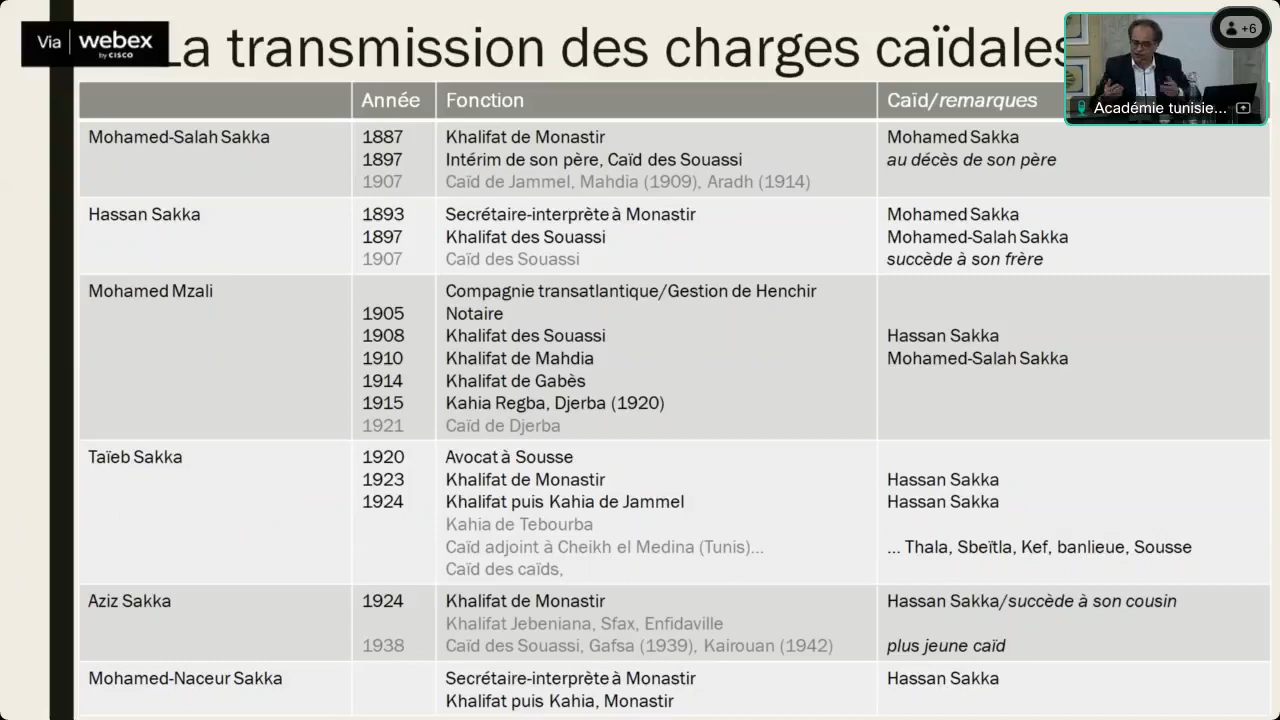 Via webex
by CISCO
La transmission des charges caïdales
+6
Académie tunisie...
Année Fonction Caïd/remarques
Mohamed-Salah Sakka 1887 Khalifat de Monastir Mohamed Sakka
1897 Intérim de son père, Caïd des Souassi au décès de son père
1907 Caïd de Jammel, Mahdia (1909), Aradh (1914)
Hassan Sakka 1893 Secrétaire-interprète à Monastir Mohamed Sakka
1897 Khalifat des Souassi Mohamed-Salah Sakka
1907 Caïd des Souassi succède à son frère
Mohamed Mzali Compagnie transatlantique/Gestion de Henchir
1905 Notaire
1908 Khalifat des Souassi Hassan Sakka
1910 Khalifat de Mahdia Mohamed-Salah Sakka
1914 Khalifat de Gabès
1915 Kahia Regba, Djerba (1920)
1921 Caïd de Djerba
Taïeb Sakka 1920 Avocat à Sousse
1923 Khalifat de Monastir Hassan Sakka
1924 Khalifat puis Kahia de Jammel Hassan Sakka
Kahia de Tebourba
Caïd adjoint à Cheikh el Medina (Tunis)... ... Thala, Sbeïtla, Kef, banlieue, Sousse
Caïd des caïds,
Aziz Sakka 1924 Khalifat de Monastir Hassan Sakka/succède à son cousin
Khalifat Jebeniana, Sfax, Enfidaville
1938 Caïd des Souassi, Gafsa (1939), Kairouan (1942) plus jeune caïd
Mohamed-Naceur Sakka Secrétaire-interprète à Monastir Hassan Sakka
Khalifat puis Kahia, Monastir